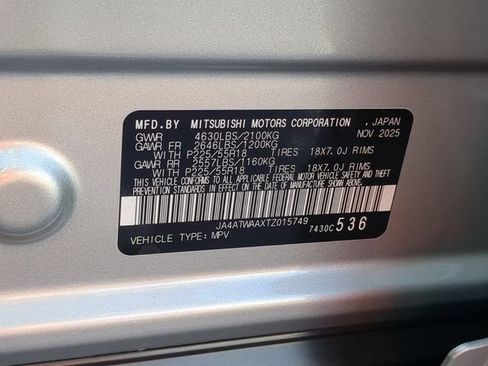 MFD.BY MITSUBISHI MOTORS CORPORATION , JAPAN
GVWR 4630LBS/2100KG NOV 2025
GAWR FR 2646LBS/1200KG
WITH P225/55R18 TIRES 18X7.0J RIMS
GAWR RR 2557LBS/1160KG
WITH P225/55R18 TIRES 18X7.0J RIMS
THIS VEHICLE CONFORMS TO ALL APPLICABLE FEDERAL MOTOR VEHICLE
SAFETY AND THEFT PREVENTION STANDARDS IN EFFECT ON THE DATE OF MANUFACTURE SHOWN ABOVE.
JA4ATWAAXTZ015749
VEHICLE TYPE: MPV 7430C 536